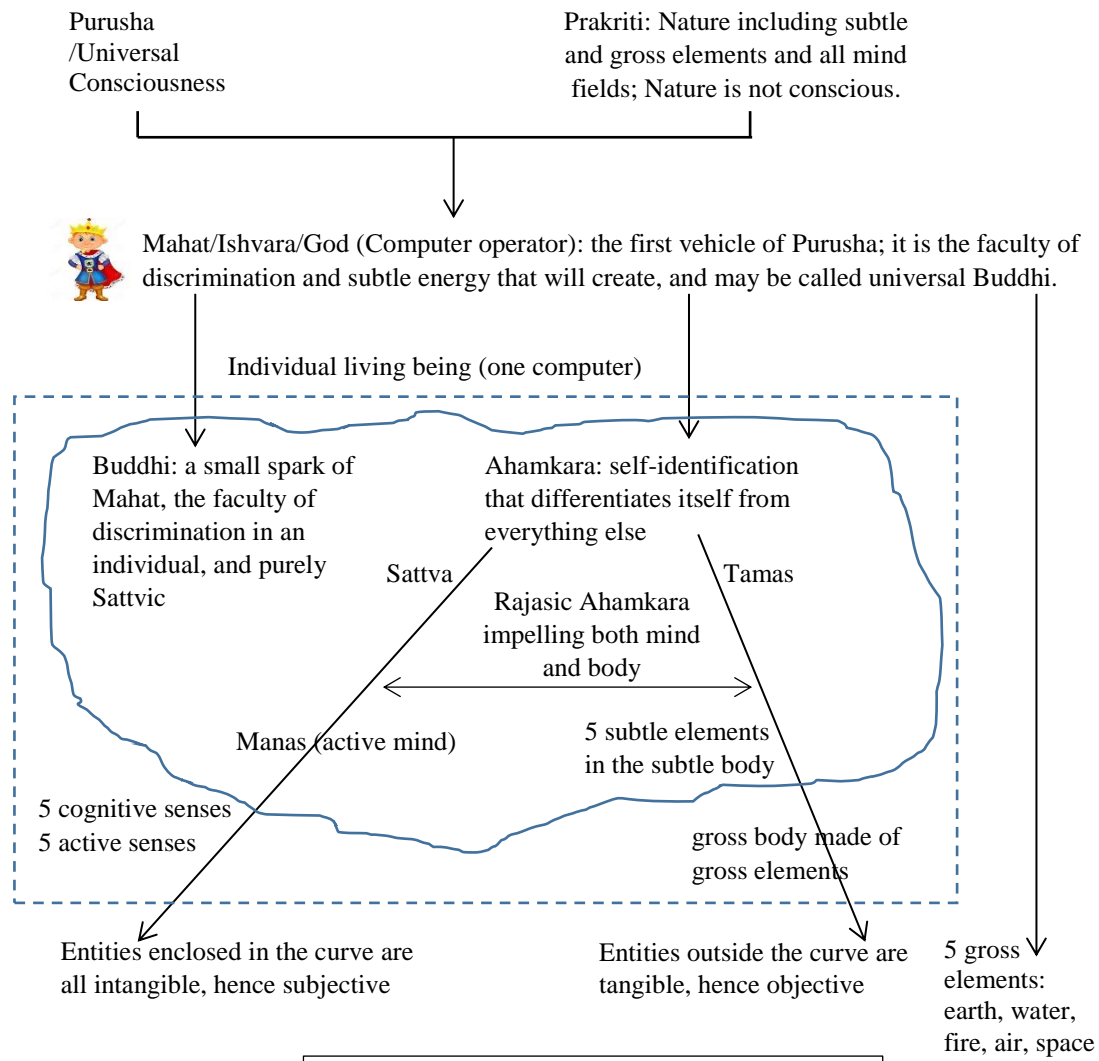 Purusha
/Universal
Consciousness
Prakriti: Nature including subtle
and gross elements and all mind
fields; Nature is not conscious.
Mahat/Ishvara/God (Computer operator): the first vehicle of Purusha; it is the faculty of
discrimination and subtle energy that will create, and may be called universal Buddhi.
Individual living being (one computer)
Buddhi: a small spark of
Mahat, the faculty of
discrimination in an
individual, and purely
Sattvic
Ahamkara: self-identification
that differentiates itself from
everything else
Sattva
Tamas
Rajasic Ahamkara
impelling both mind
and body
Manas (active mind)
5 subtle elements
in the subtle body
5 cognitive senses
5 active senses
gross body made of
gross elements
Entities enclosed in the curve are
all intangible, hence subjective
Entities outside the curve are
tangible, hence objective
5 gross
elements:
earth, water,
fire, air, space